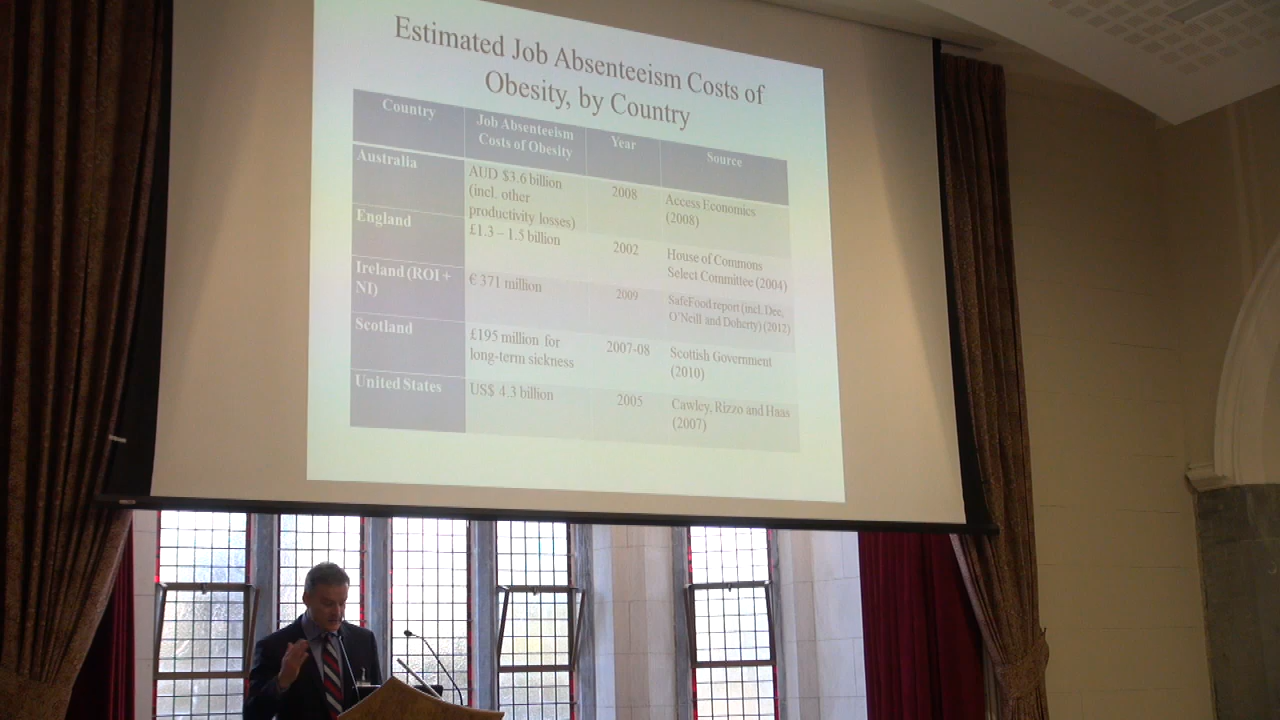 Estimated Job Absenteeism Costs of
Obesity, by Country
Country
Job Absenteeism
Costs of Obesity
Year
Source
Australia
AUD $3.6 billion
(incl. other
productivity losses)
2008
Access Economics
(2008)
England
£1.3 – 1.5 billion
2002
House of Commons
Select Committee (2004)
Ireland (ROI +
NI)
€ 371 million
2009
SafeFood report (incl. Dee,
O'Neill and Doherty) (2012)
Scotland
£195 million for
long-term sickness
2007-08
Scottish Government
(2010)
United States
US$ 4.3 billion
2005
Cawley, Rizzo and Haas
(2007)